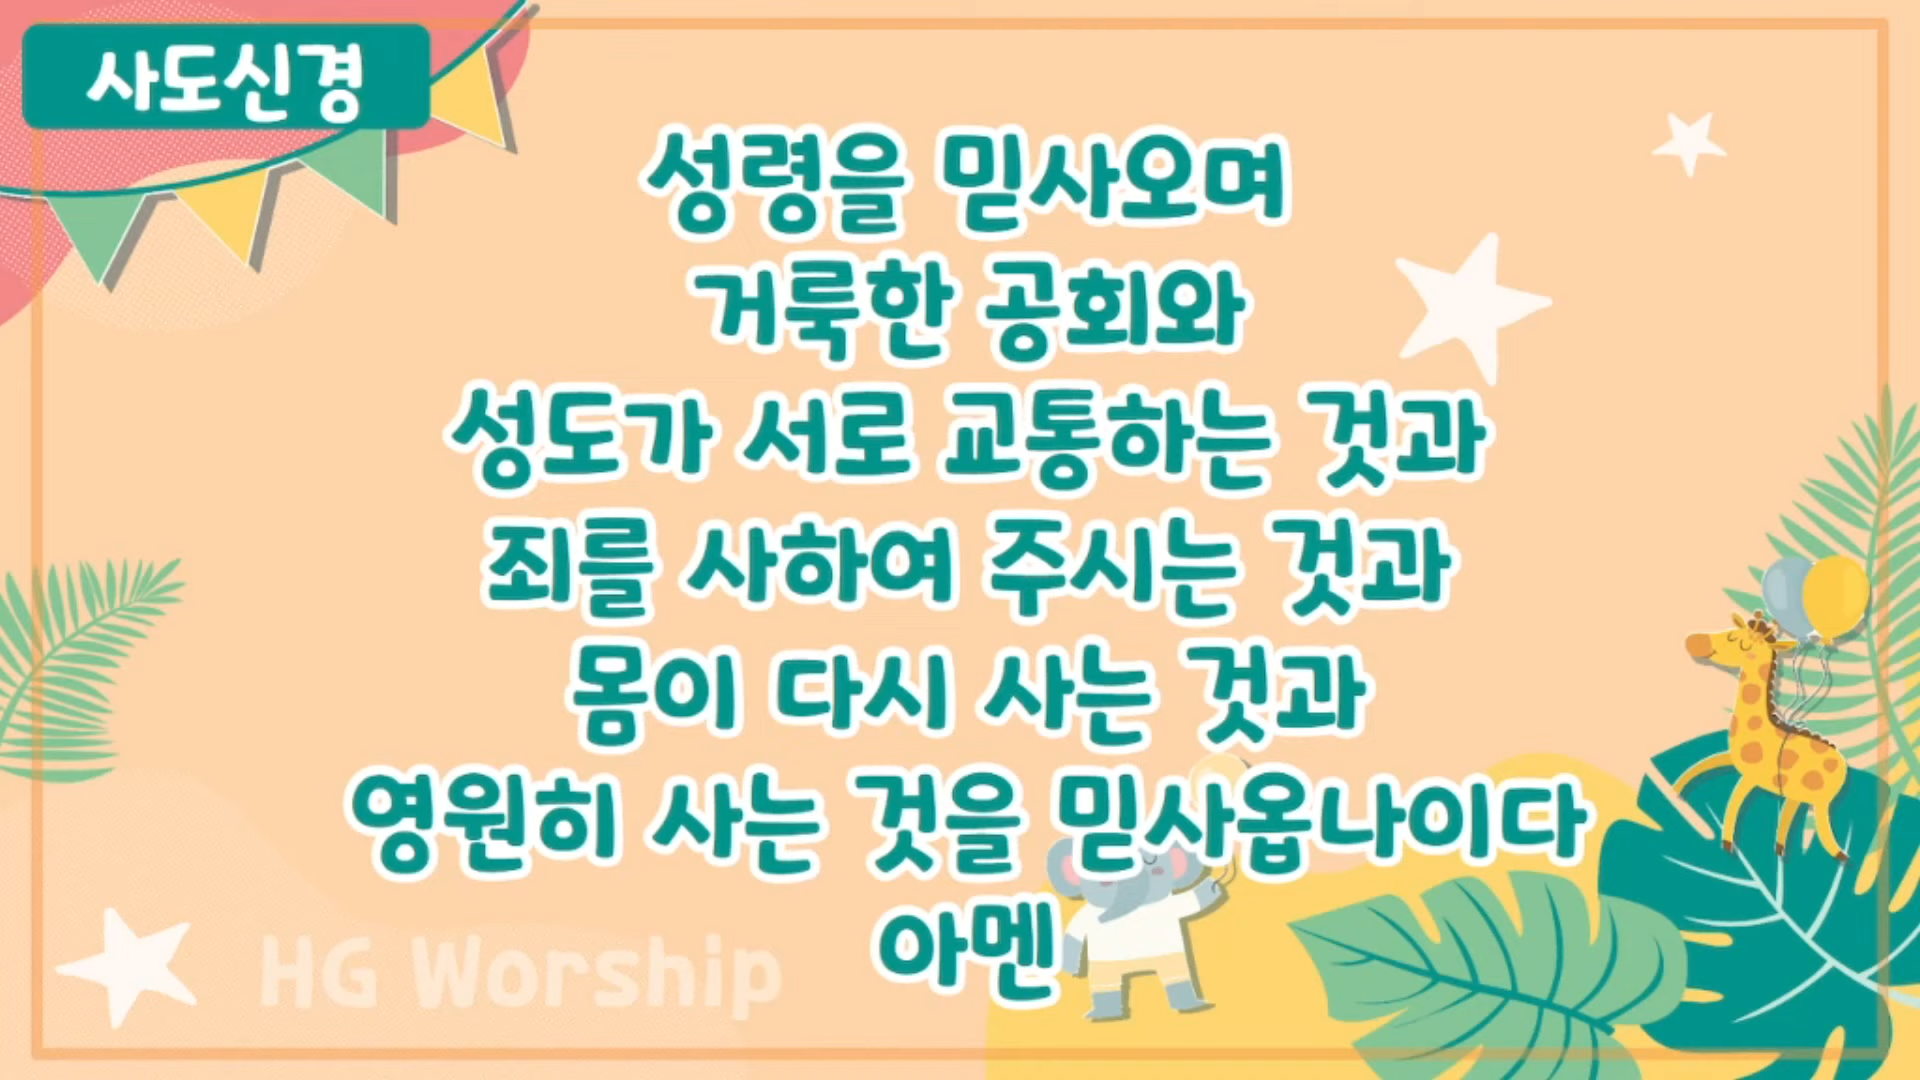 사도신경
성령을 믿사오며
거룩한 공회와
성도가 서로 교통하는 것과
죄를 사하여 주시는 것과
몸이 다시 사는 것과
영원히 사는 것을 믿사옵나이다
아멘
HG Worship